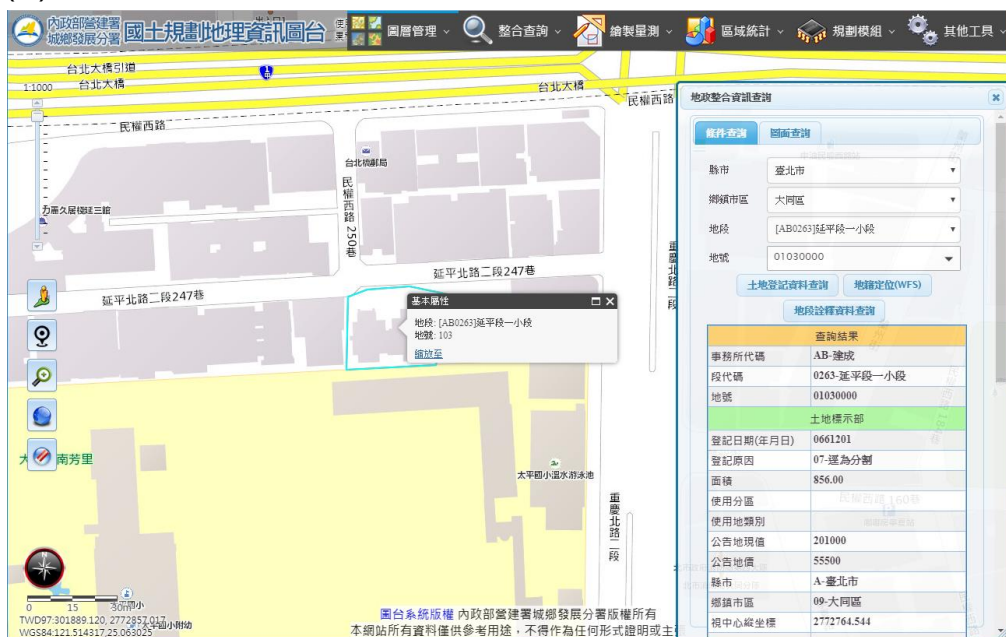 內政部營建署
城鄉發展分署
國土規劃地理資訊圖台
圖層管理
整合查詢
繪製量測
區域統計
規劃模組
其他工具
台北大橋引道
台北大橋
台北大橋
1:1000
民權西路
民權西路
台北橋郵局
民權西路 250巷
重慶北路二段
延平北路二段247巷
延平北路二段247巷
基本屬性
地段: [AB0263]延平段一小段
地號: 103
縮放至
南芳里
太平國小溫水游泳池
重慶北路二段
0 15 30m
TWD97:301889.120, 2772857.017
WGS84:121.514317,25.063025
圖台系統版權 內政部營建署城鄉發展分署版權所有
本網站所有資料僅供參考用途，不得作為任何形式證明或主
地政整合資訊查詢
條件查詢
圖面查詢
縣市
臺北市
鄉鎮市區
大同區
地段
[AB0263]延平段一小段
地號
01030000
土地登記資料查詢
地籍定位(WFS)
地段詮釋資料查詢
查詢結果
事務所代碼 AB-建成
段代碼 0263-延平段一小段
地號 01030000
土地標示部
登記日期(年月日) 0661201
登記原因 07-逕為分割
面積 856.00
使用分區
使用地類別
公告地現值 201000
公告地價 55500
縣市 A-臺北市
鄉鎮市區 09-大同區
視中心縱坐標 2772764.544